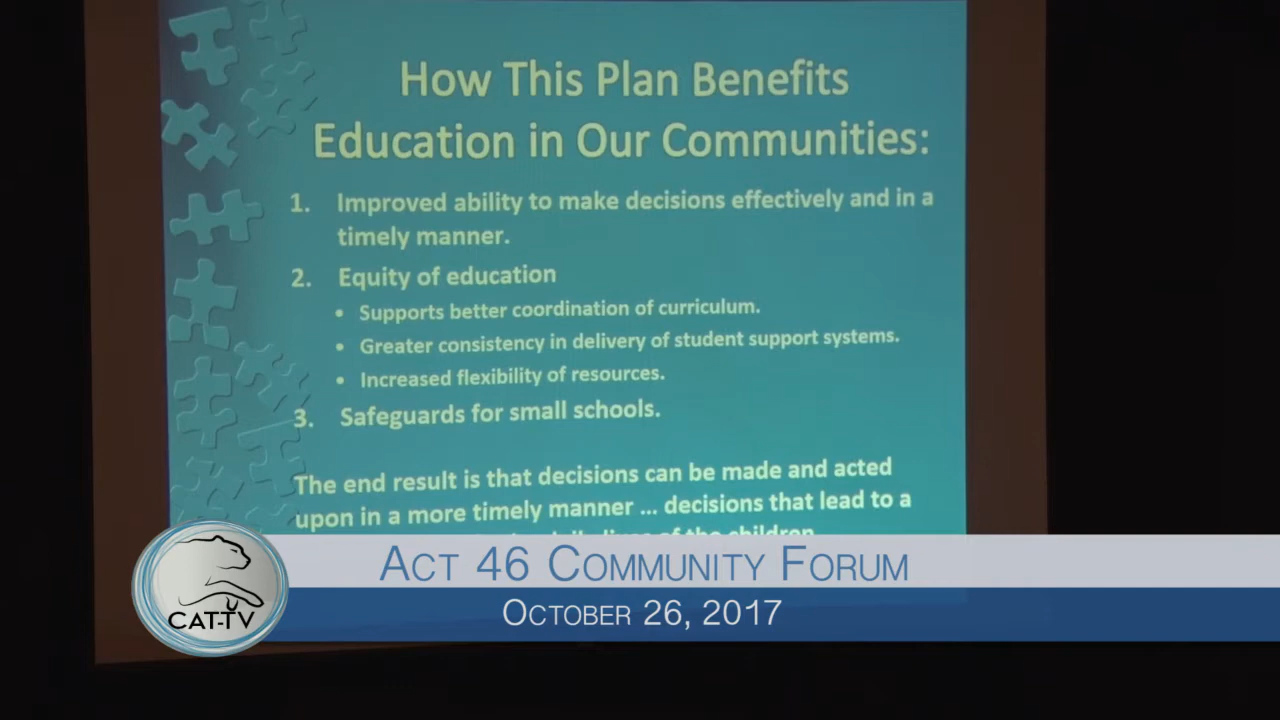 How This Plan Benefits
Education in Our Communities:
1. Improved ability to make decisions effectively and in a
timely manner.
2. Equity of education
• Supports better coordination of curriculum.
• Greater consistency in delivery of student support systems.
• Increased flexibility of resources.
3. Safeguards for small schools.
The end result is that decisions can be made and acted
upon in a more timely manner ... decisions that lead to a
of the children
Act 46 Community Forum
October 26, 2017
CAT-TV